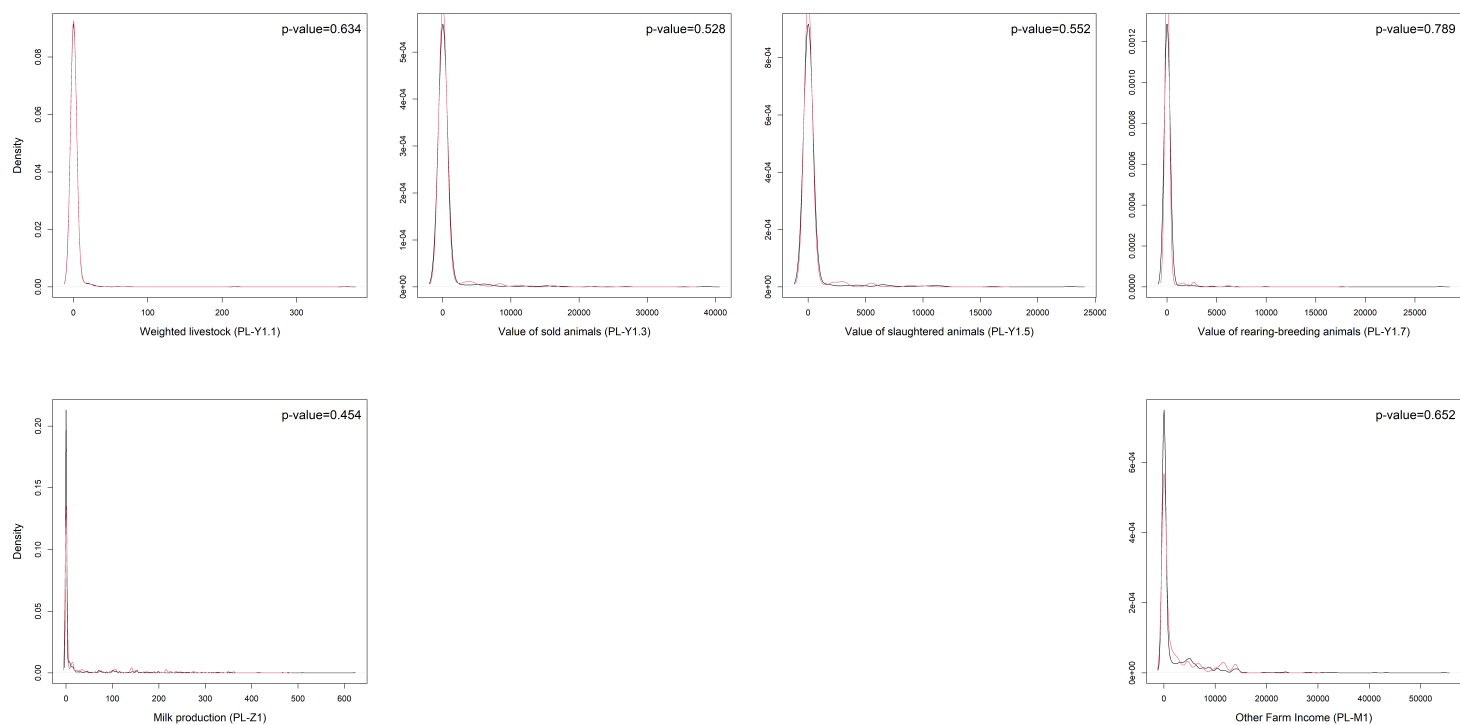 p-value=0.634
Density
0.00 0.02 0.04 0.06 0.08
0 100 200 300
Weighted livestock (PL-Y1.1)
p-value=0.528
0e+00 1e-04 2e-04 3e-04 4e-04 5e-04
0 10000 20000 30000 40000
Value of sold animals (PL-Y1.3)
p-value=0.552
0e+00 2e-04 4e-04 6e-04 8e-04
0 5000 10000 15000 20000 25000
Value of slaughtered animals (PL-Y1.5)
p-value=0.789
0.0000 0.0002 0.0004 0.0006 0.0008 0.0010 0.0012
0 5000 10000 15000 20000 25000
Value of rearing-breeding animals (PL-Y1.7)
p-value=0.454
Density
0.00 0.05 0.10 0.15 0.20
0 100 200 300 400 500 600
Milk production (PL-Z1)
p-value=0.652
0e+00 2e-04 4e-04 6e-04
0 10000 20000 30000 40000 50000
Other Farm Income (PL-M1)